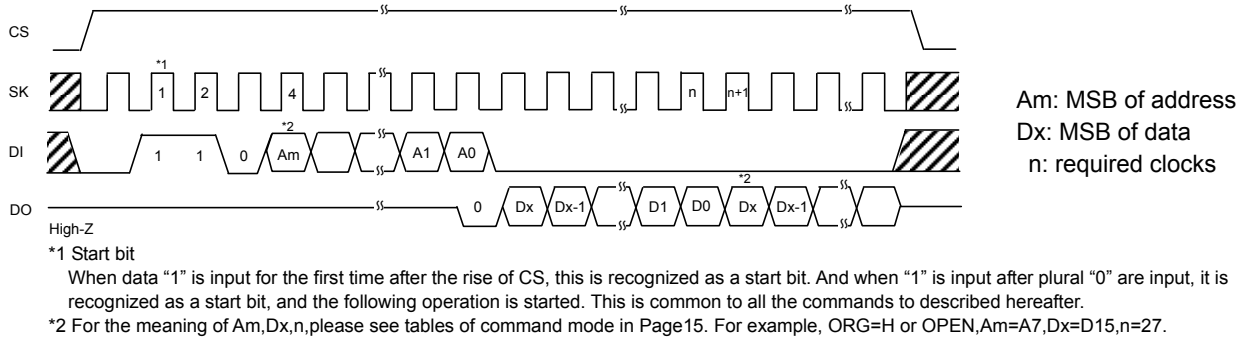 CS
*1
SK 1 2 4 n n+1
Am: MSB of address
Dx: MSB of data
n: required clocks
*2
DI 1 1 0 Am A1 A0
*2
DO 0 Dx Dx-1 D1 D0 Dx Dx-1
High-Z
*1 Start bit
When data “1” is input for the first time after the rise of CS, this is recognized as a start bit. And when “1” is input after plural “0” are input, it is
recognized as a start bit, and the following operation is started. This is common to all the commands to described hereafter.
*2 For the meaning of Am,Dx,n,please see tables of command mode in Page15. For example, ORG=H or OPEN,Am=A7,Dx=D15,n=27.